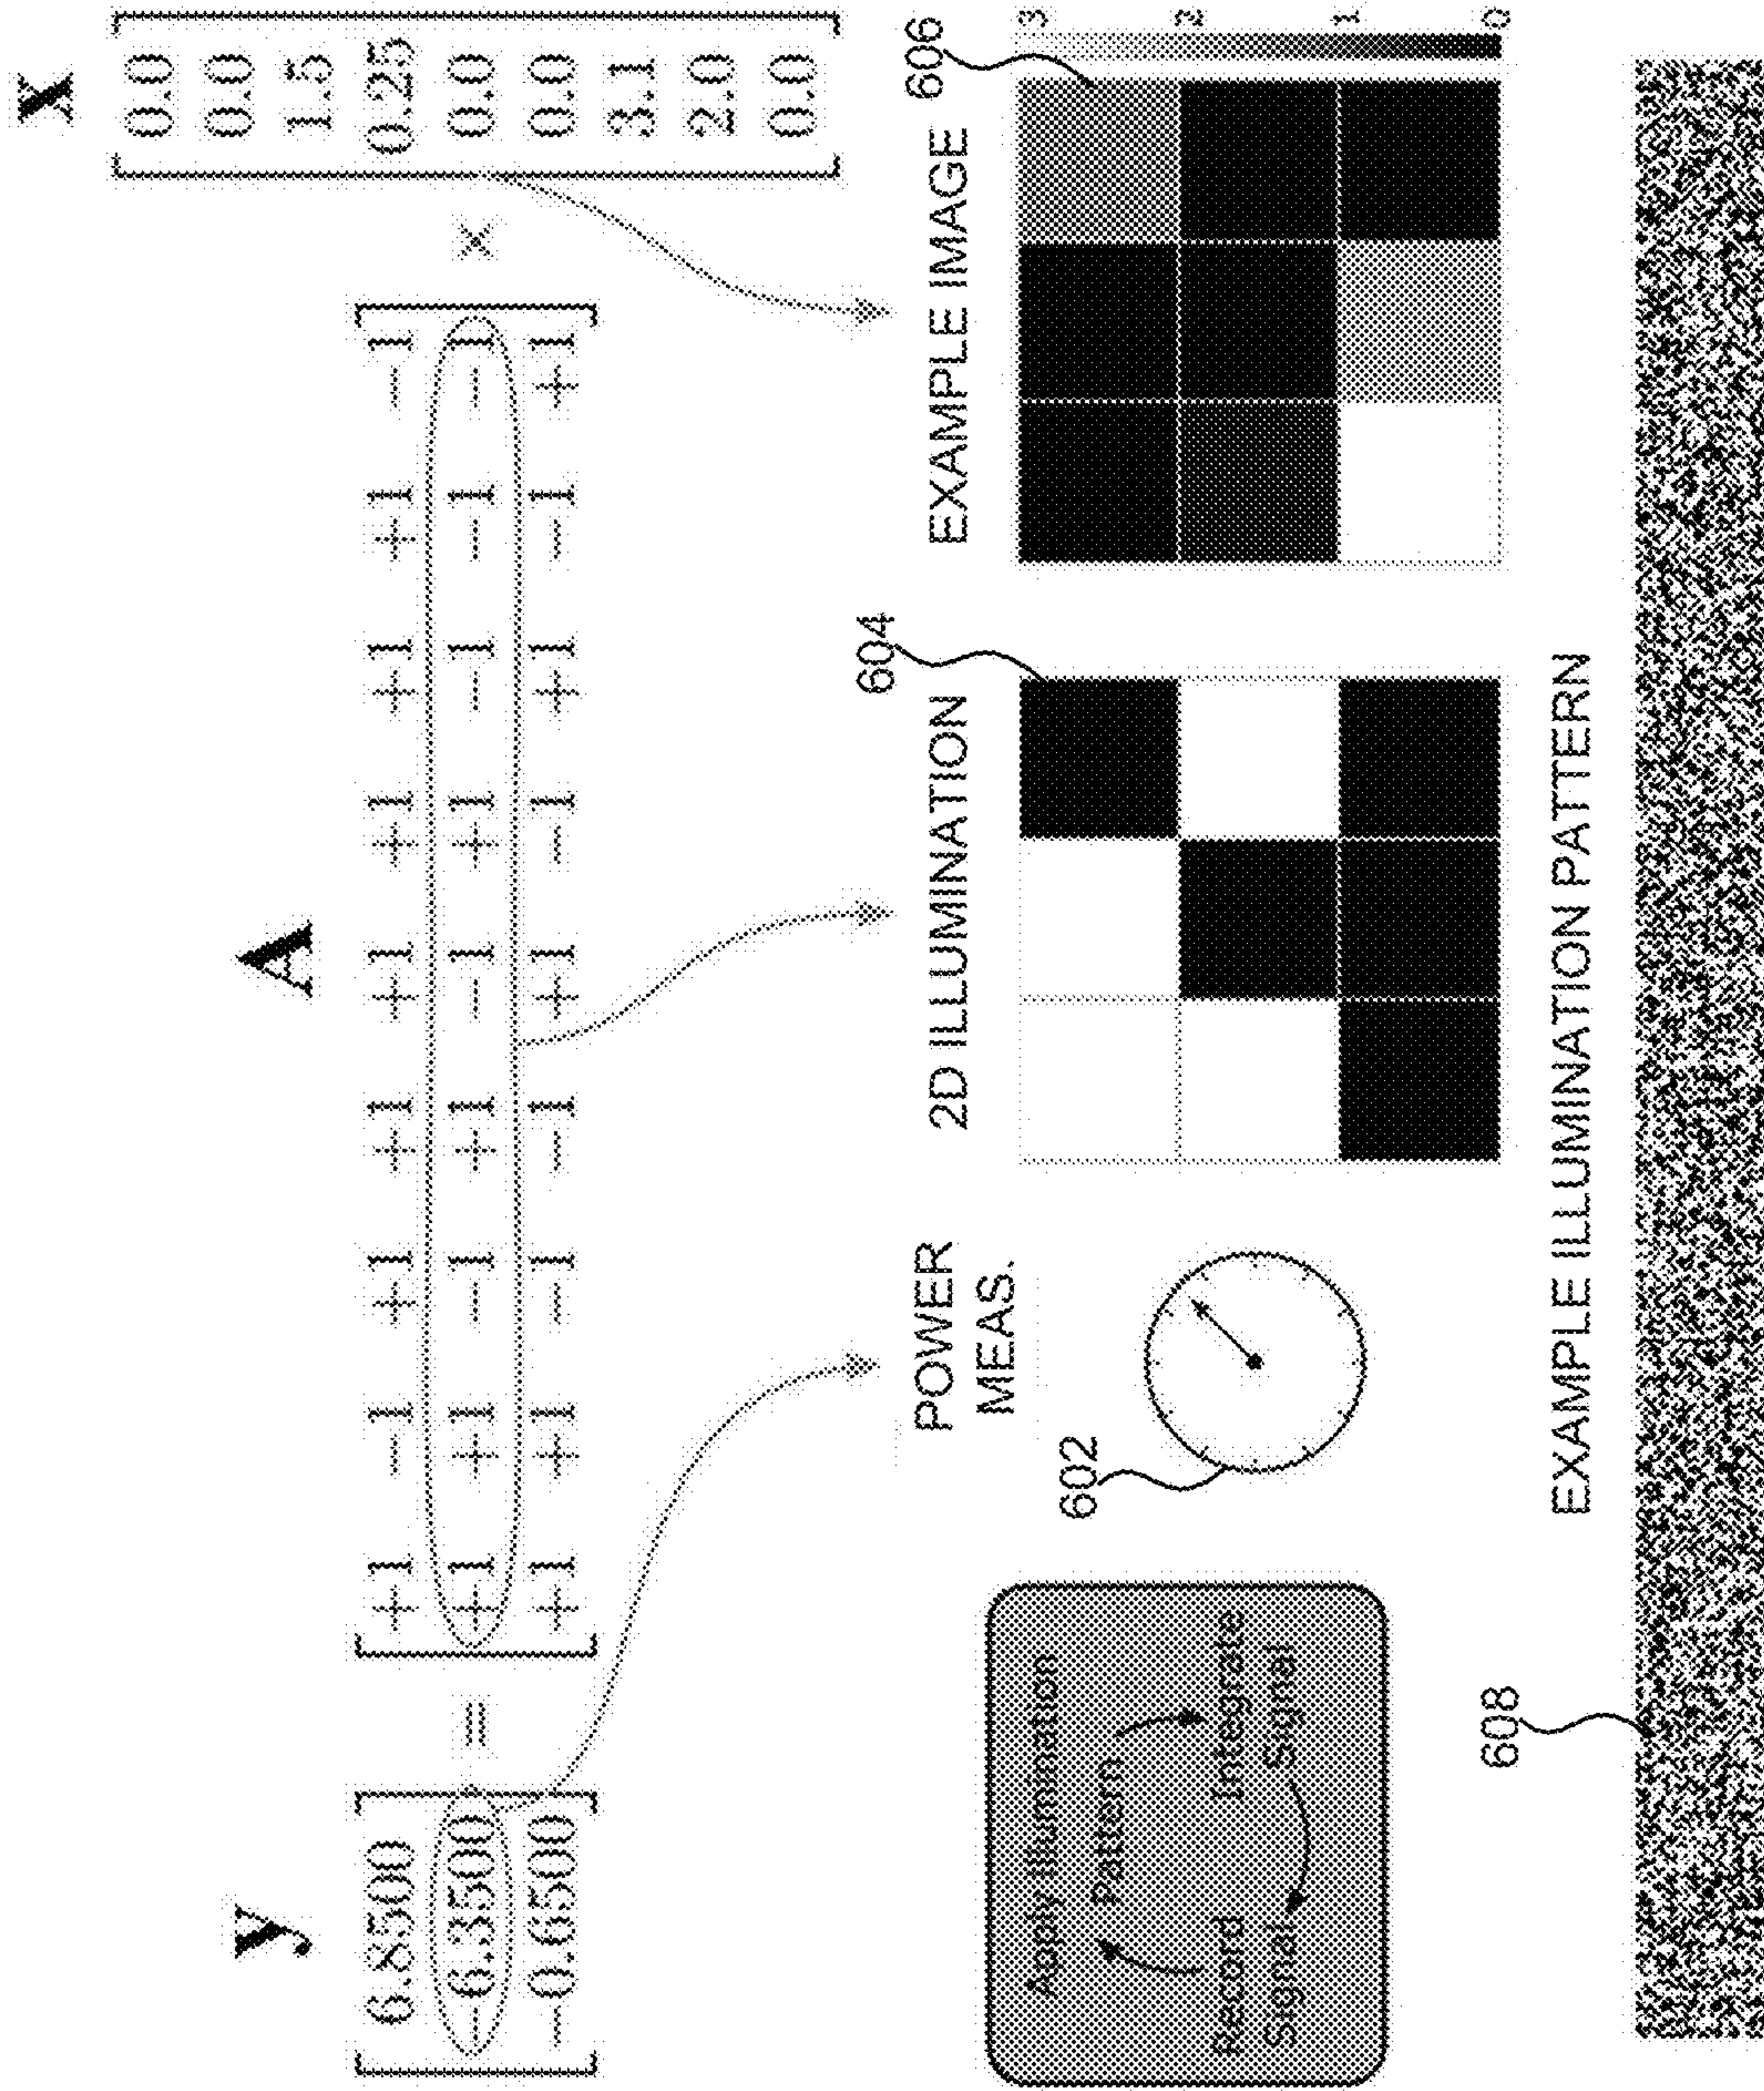 y
A
x
6.8500
−6.3500
−0.6500
=
+1 −1 +1 +1 +1 +1 +1 +1 −1
+1 +1 −1 +1 −1 +1 −1 −1 −1
+1 +1 −1 −1 +1 −1 +1 −1 +1
×
0.0
0.0
1.5
0.25
0.0
0.0
3.1
2.0
0.0
Apply Illumination
Pattern
Record
Signal
Integrate
Signal
POWER
MEAS.
602
2D ILLUMINATION
604
EXAMPLE IMAGE
606
3
2
1
0
EXAMPLE ILLUMINATION PATTERN
608